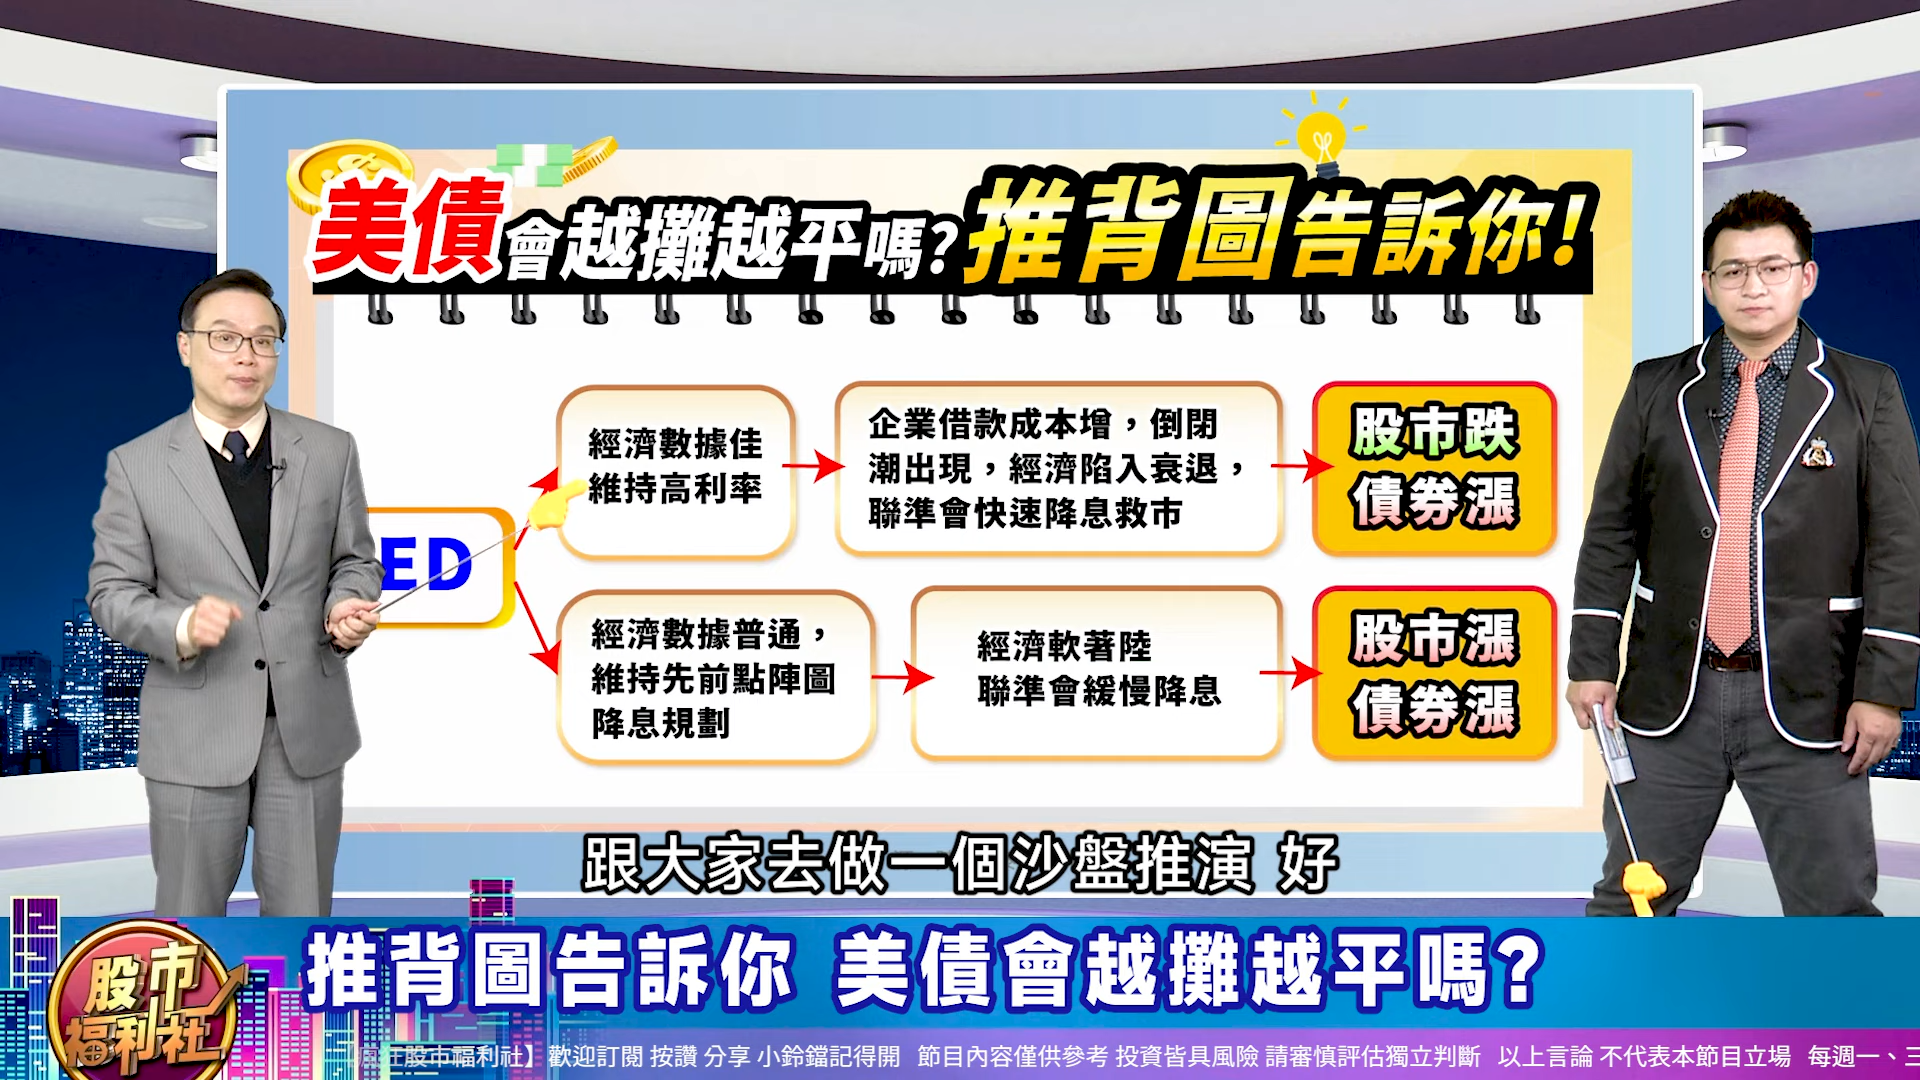 美債會越攤越平嗎?推背圖告訴你!
ED
經濟數據佳
維持高利率
企業借款成本增，倒閉
潮出現，經濟陷入衰退，
聯準會快速降息救市
股市跌
債券漲
經濟數據普通，
維持先前點陣圖
降息規劃
經濟軟著陸
聯準會緩慢降息
股市漲
債券漲
跟大家去做一個沙盤推演 好
股市
福利社
推背圖告訴你 美債會越攤越平嗎?
瘋狂股市福利社】歡迎訂閱 按讚 分享 小鈴鐺記得開 節目內容僅供參考 投資皆具風險 請審慎評估獨立判斷 以上言論 不代表本節目立場 每週一、三